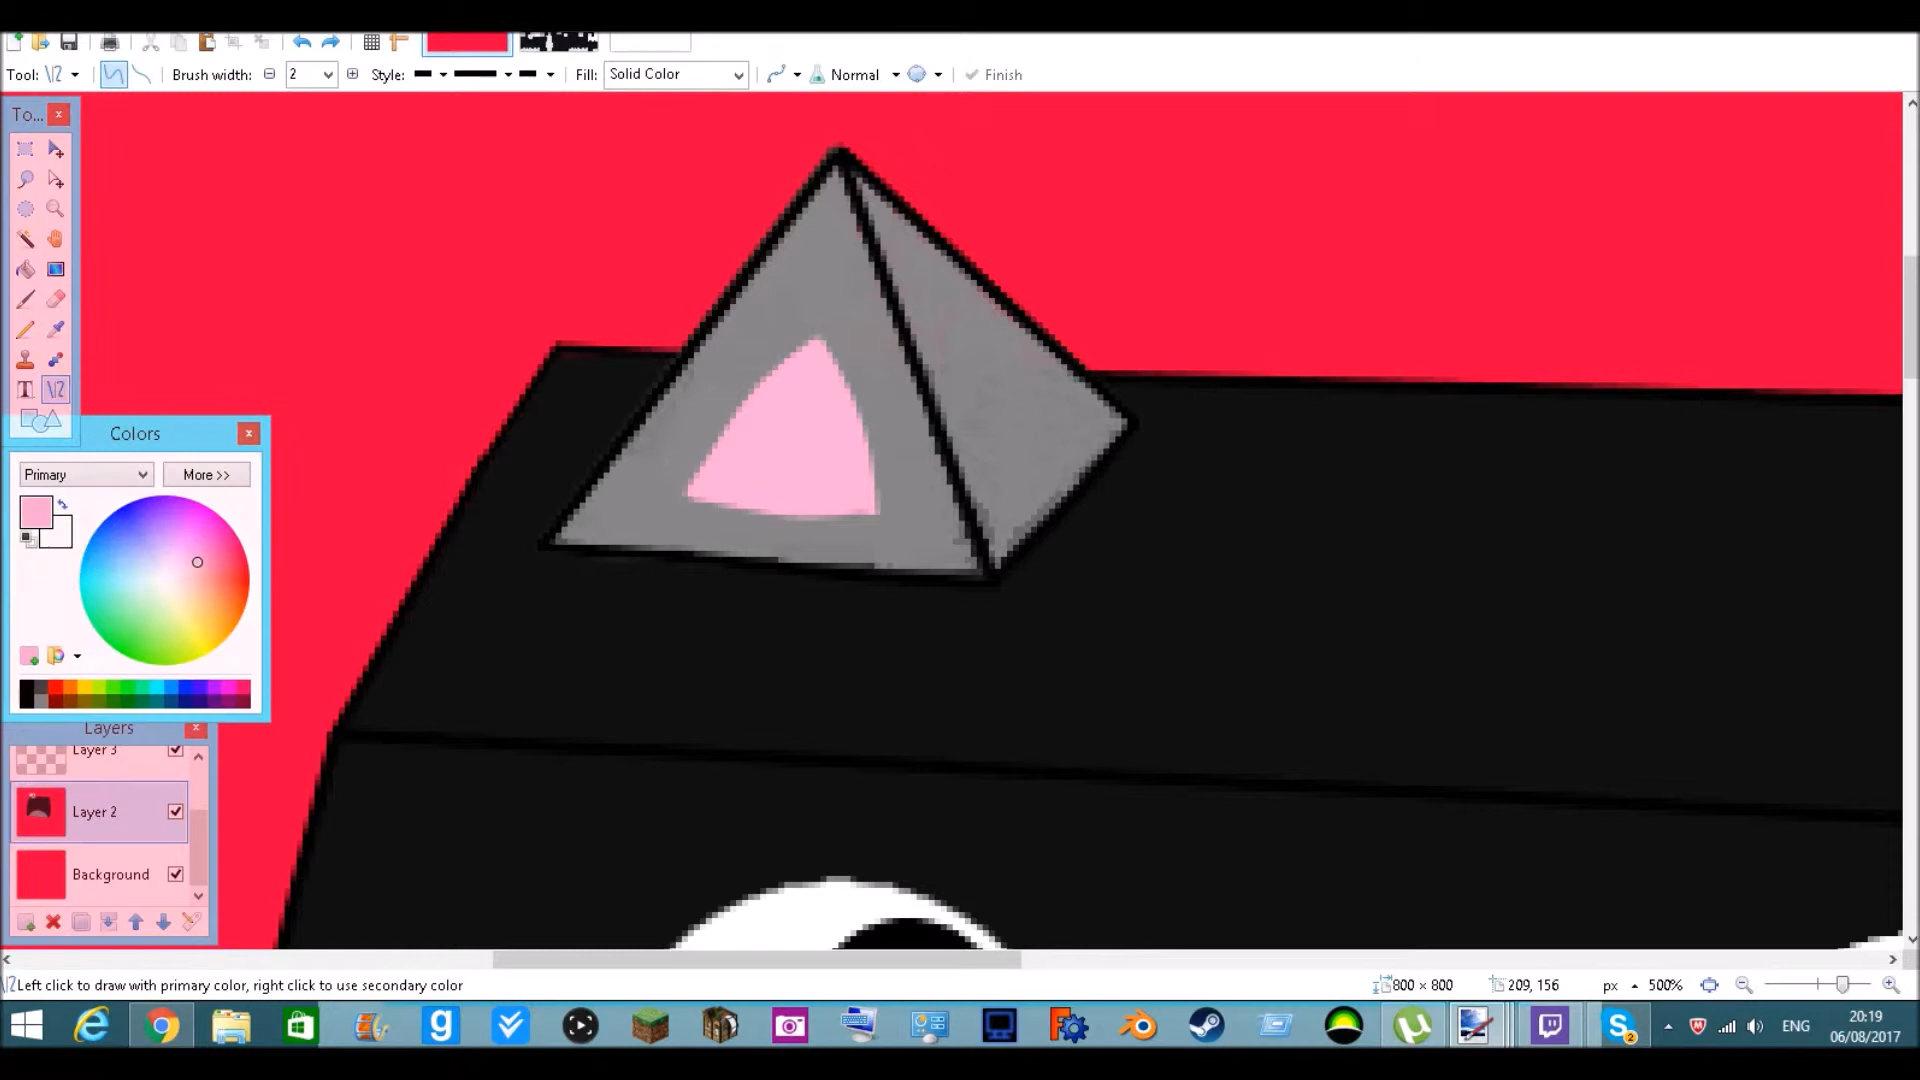 Tool:
Brush width:
2
Style:
Fill:
Solid Color
Normal
Finish
To...
Colors
Primary
More >>
Layers
Layer 3
Layer 2
Background
Left click to draw with primary color, right click to use secondary color
800 × 800
209, 156
px
500%
ENG
20:19
06/08/2017